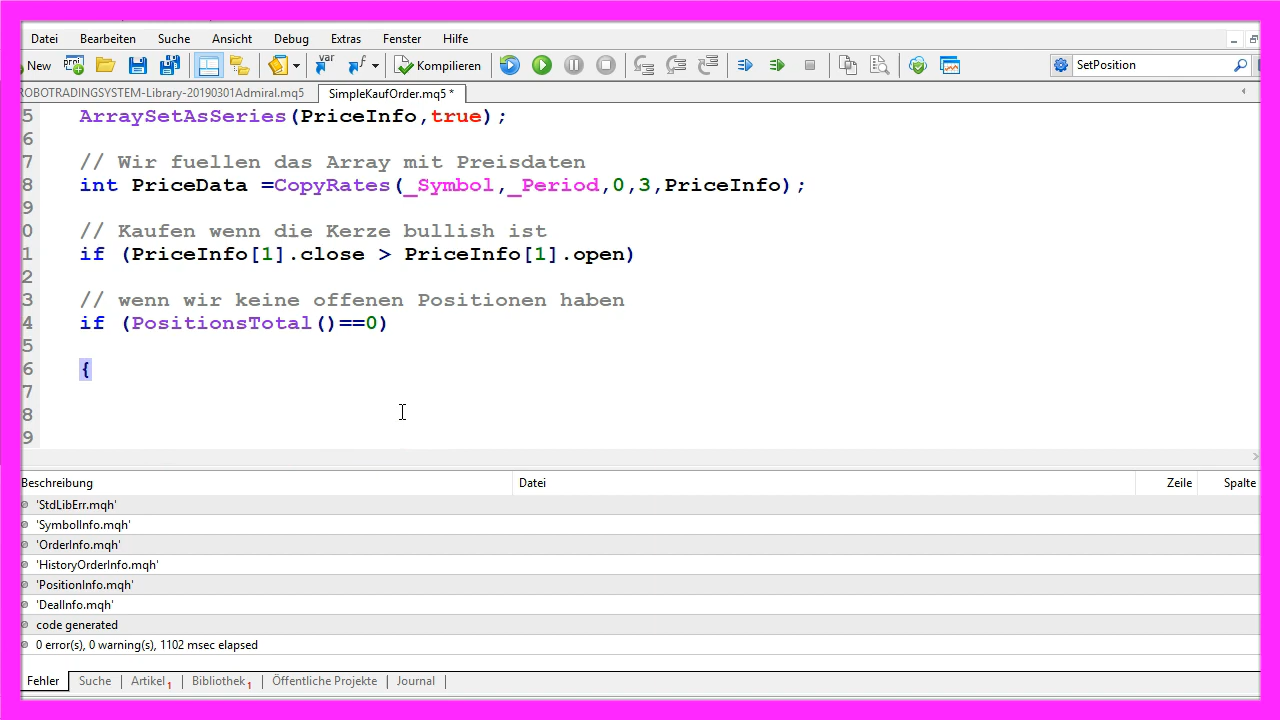 Datei Bearbeiten Suche Ansicht Debug Extras Fenster Hilfe
New Kompilieren SetPosition
ROBOTRADINGSYSTEM-Library-20190301Admiral.mq5 SimpleKaufOrder.mq5 *
5 ArraySetAsSeries(PriceInfo,true);
6
7 // Wir fuellen das Array mit Preisdaten
8 int PriceData =CopyRates(_Symbol,_Period,0,3,PriceInfo);
9
0 // Kaufen wenn die Kerze bullish ist
1 if (PriceInfo[1].close > PriceInfo[1].open)
2
3 // wenn wir keine offenen Positionen haben
4 if (PositionsTotal()==0)
5
6 {
7
8
9
Beschreibung Datei Zeile Spalte
'StdLibErr.mqh'
'SymbolInfo.mqh'
'OrderInfo.mqh'
'HistoryOrderInfo.mqh'
'PositionInfo.mqh'
'DealInfo.mqh'
code generated
0 error(s), 0 warning(s), 1102 msec elapsed
Fehler Suche Artikel 1 Bibliothek 1 Öffentliche Projekte Journal